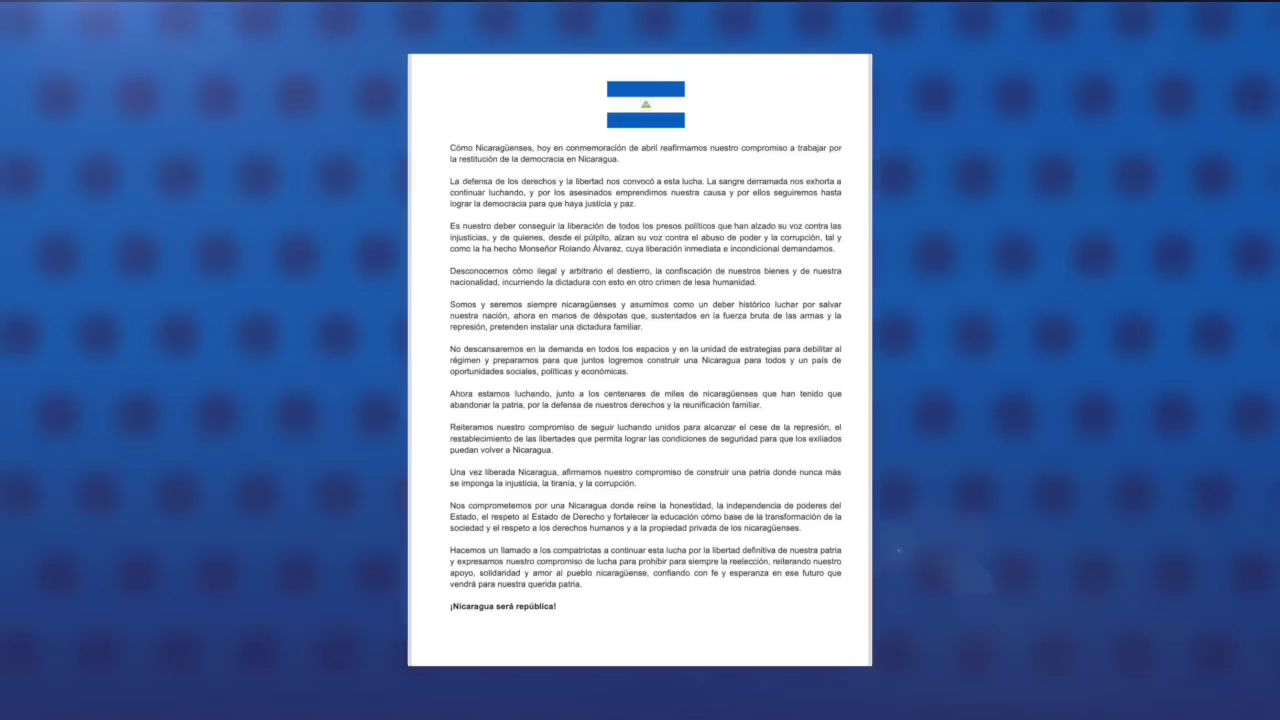 Cómo Nicaragüenses, hoy en conmemoración de abril reafirmamos nuestro compromiso a trabajar por
la restitución de la democracia en Nicaragua.
La defensa de los derechos y la libertad nos convocó a esta lucha. La sangre derramada nos exhorta a
continuar luchando, y por los asesinados emprendimos nuestra causa y por ellos seguiremos hasta
lograr la democracia para que haya justicia y paz.
Es nuestro deber conseguir la liberación de todos los presos políticos que han alzado su voz contra las
injusticias, y de quienes, desde el púlpito, alzan su voz contra el abuso de poder y la corrupción, tal y
como la ha hecho Monseñor Rolando Álvarez, cuya liberación inmediata e incondicional demandamos.
Desconocemos cómo ilegal y arbitrario el destierro, la confiscación de nuestros bienes y de nuestra
nacionalidad, incurriendo la dictadura con esto en otro crimen de lesa humanidad.
Somos y seremos siempre nicaragüenses y asumimos como un deber histórico luchar por salvar
nuestra nación, ahora en manos de déspotas que, sustentados en la fuerza bruta de las armas y la
represión, pretenden instalar una dictadura familiar.
No descansaremos en la demanda en todos los espacios y en la unidad de estrategias para debilitar al
régimen y prepararnos para que juntos logremos construir una Nicaragua para todos y un país de
oportunidades sociales, políticas y económicas.
Ahora estamos luchando, junto a los centenares de miles de nicaragüenses que han tenido que
abandonar la patria, por la defensa de nuestros derechos y la reunificación familiar.
Reiteramos nuestro compromiso de seguir luchando unidos para alcanzar el cese de la represión, el
restablecimiento de las libertades que permita lograr las condiciones de seguridad para que los exiliados
puedan volver a Nicaragua.
Una vez liberada Nicaragua, afirmamos nuestro compromiso de construir una patria donde nunca más
se imponga la injusticia, la tiranía, y la corrupción.
Nos comprometemos por una Nicaragua donde reine la honestidad, la independencia de poderes del
Estado, el respeto al Estado de Derecho y fortalecer la educación cómo base de la transformación de la
sociedad y el respeto a los derechos humanos y a la propiedad privada de los nicaragüenses.
Hacemos un llamado a los compatriotas a continuar esta lucha por la libertad definitiva de nuestra patria
y expresamos nuestro compromiso de lucha para prohibir para siempre la reelección, reiterando nuestro
apoyo, solidaridad y amor al pueblo nicaragüense, confiando con fe y esperanza en ese futuro que
vendrá para nuestra querida patria.
¡Nicaragua será república!